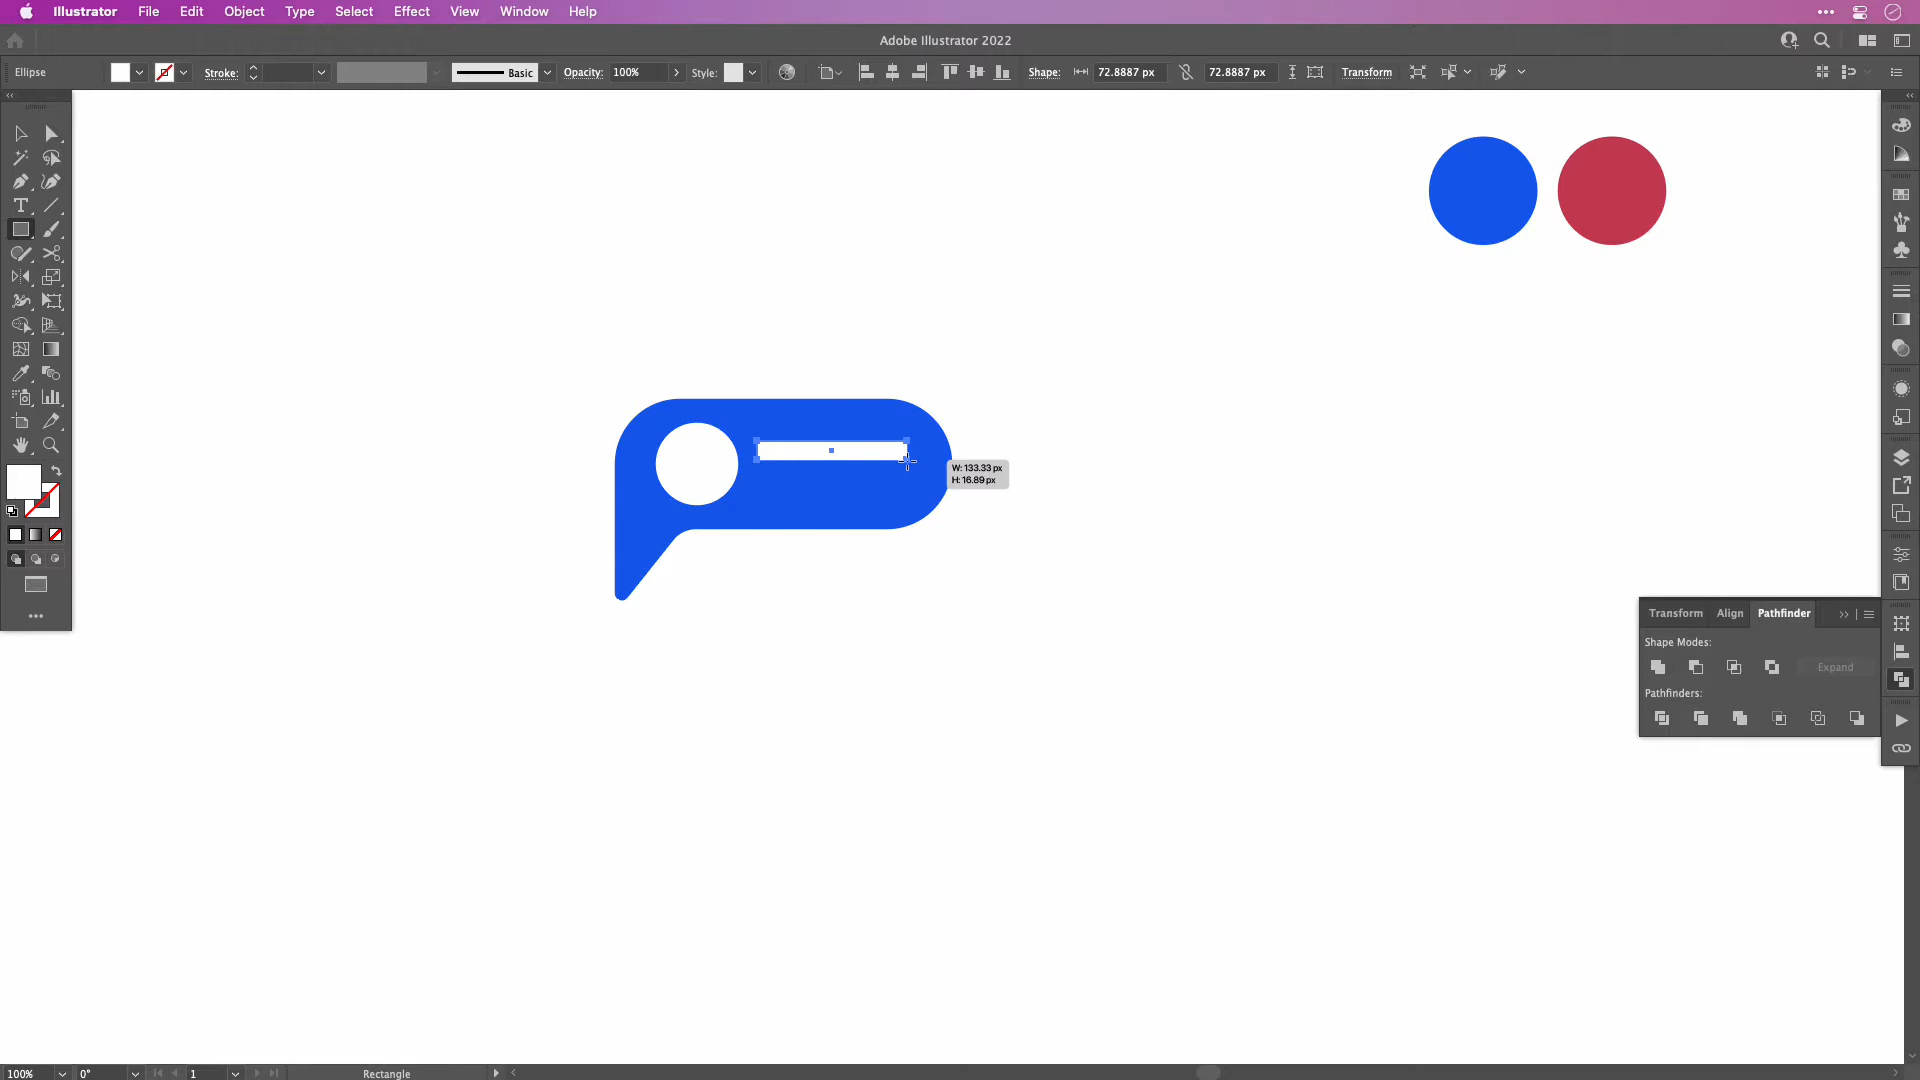 Illustrator File Edit Object Type Select Effect View Window Help
Adobe Illustrator 2022
Ellipse Stroke: Basic Opacity: 100% Style: Shape: 72.8887 px 72.8887 px Transform
W: 133.33 px
H: 16.89 px
Transform Align Pathfinder
Shape Modes:
Expand
Pathfinders:
100% 0° 1 Rectangle